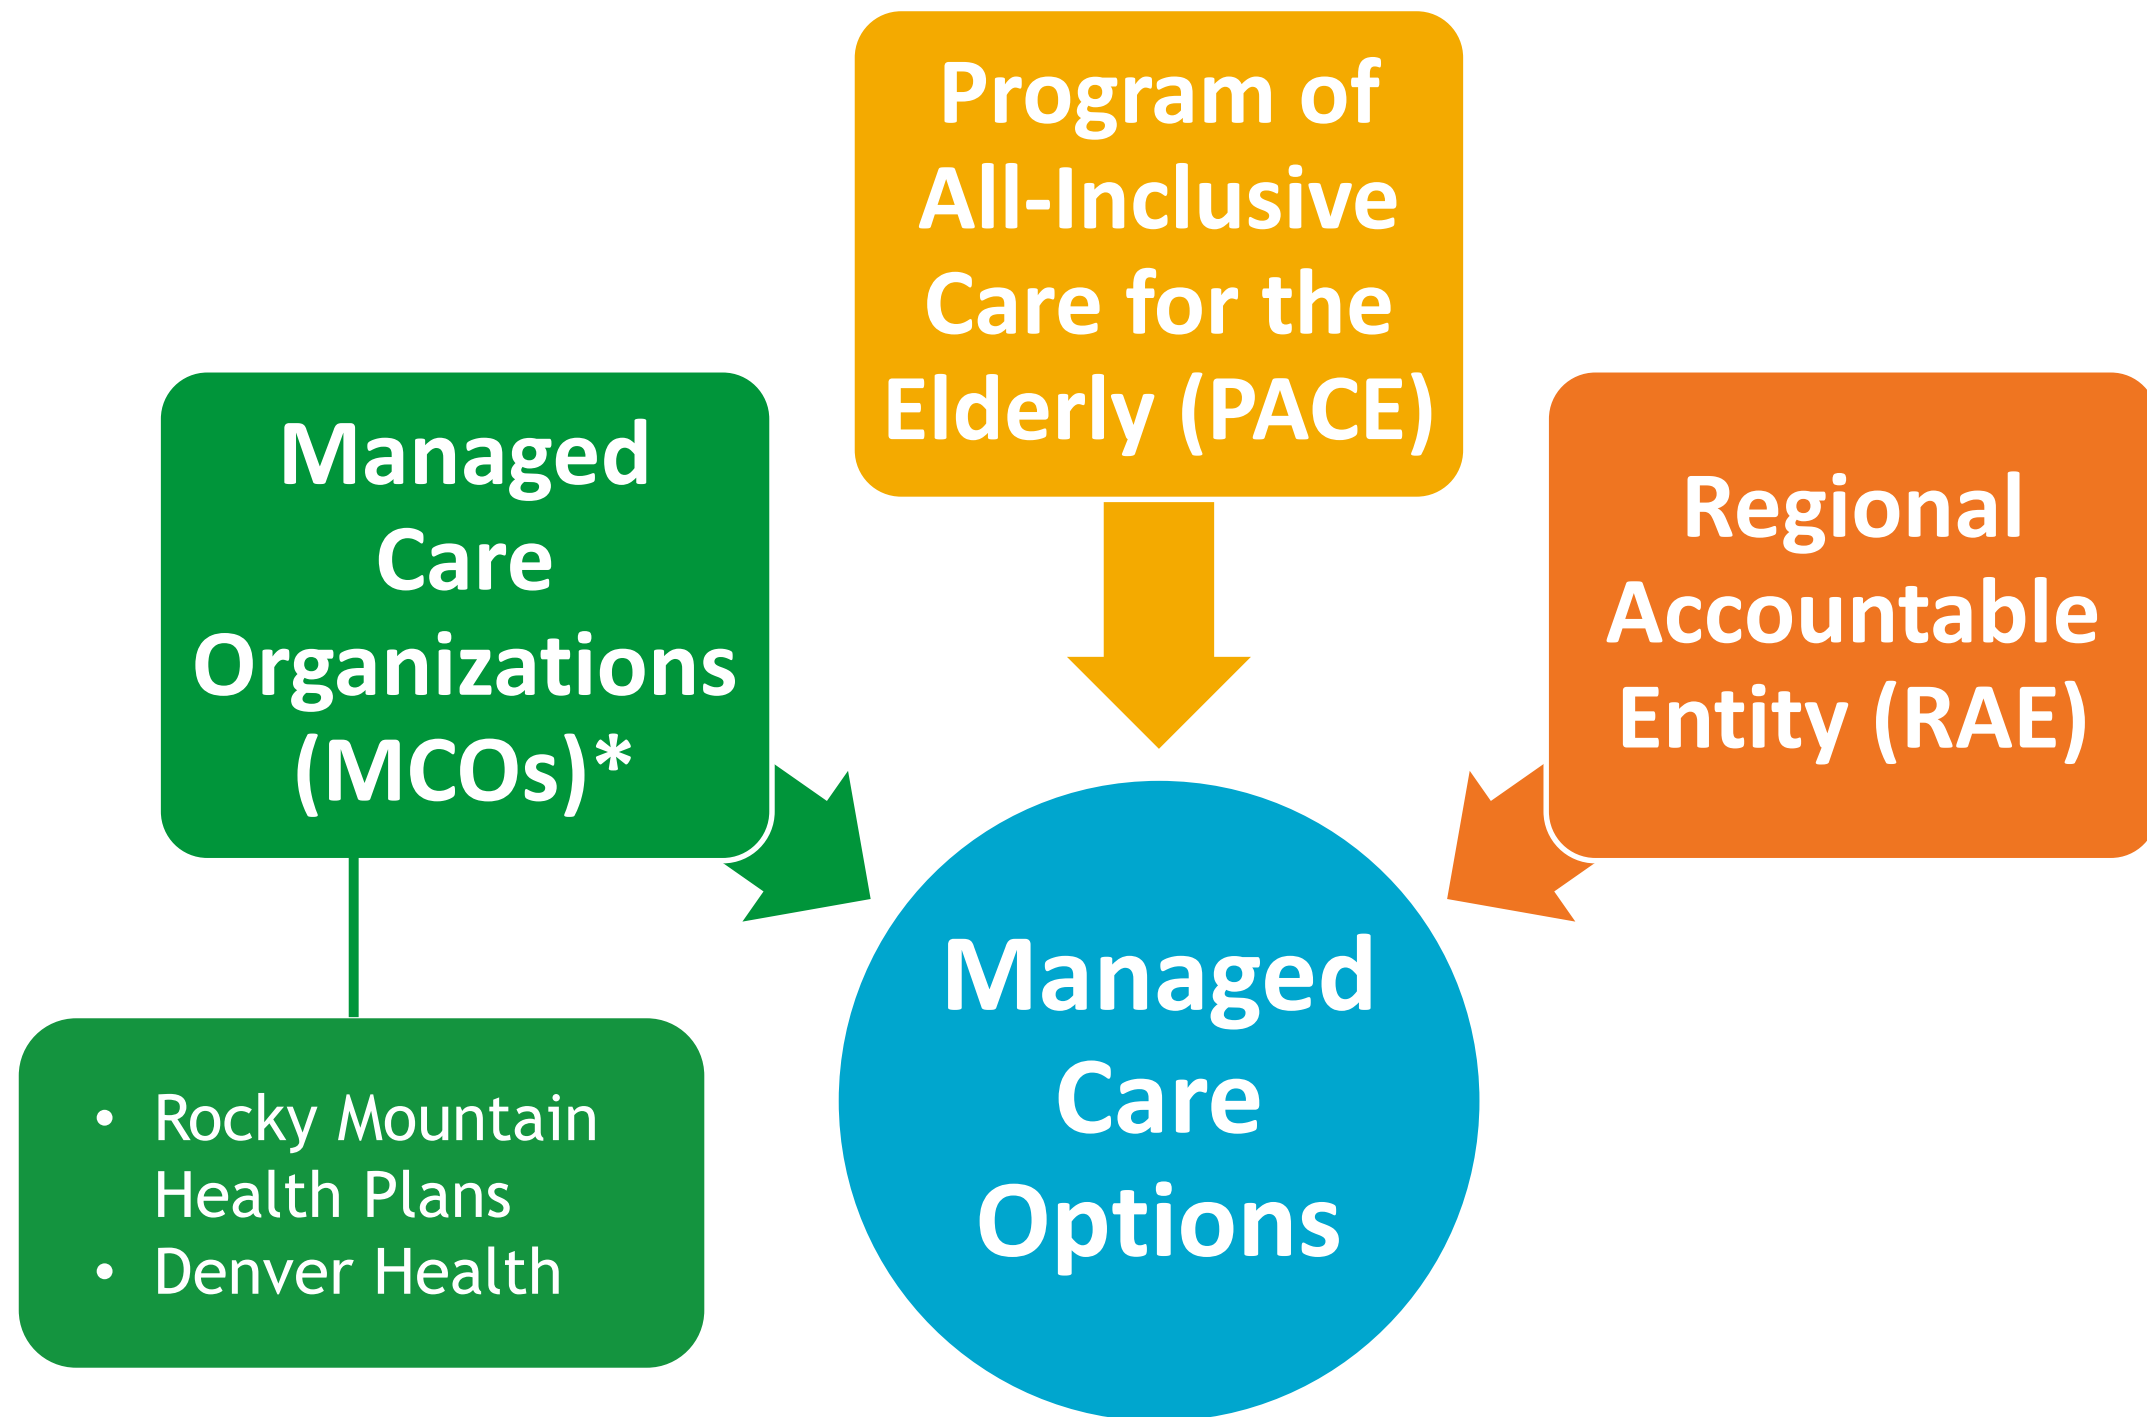 Program of
All-Inclusive
Care for the
Elderly (PACE)
Managed
Care
Organizations
(MCOs)*
Regional
Accountable
Entity (RAE)
Managed
Care
Options
• Rocky Mountain
Health Plans
• Denver Health